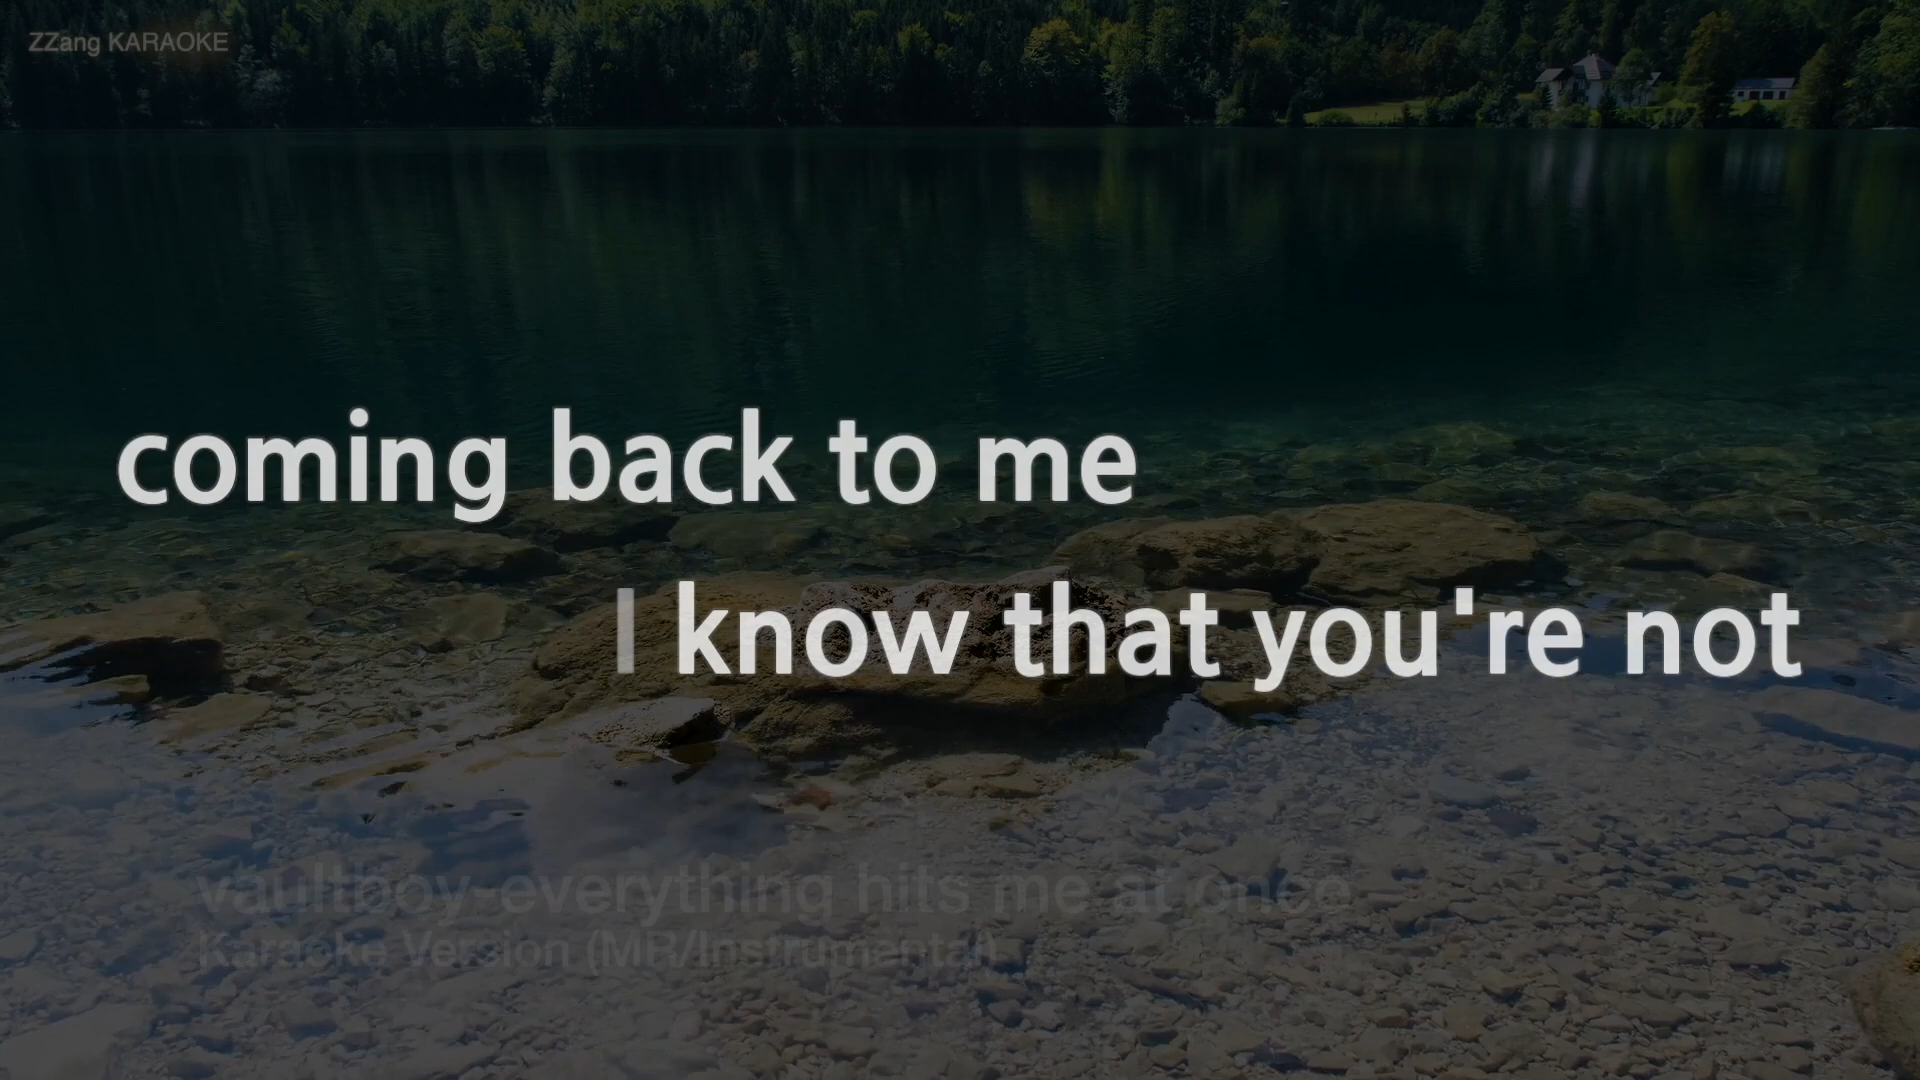 ZZang KARAOKE
coming back to me
I know that you're not
vaultboy-everything hits me at once
Karaoke Version (MR/Instrumental)